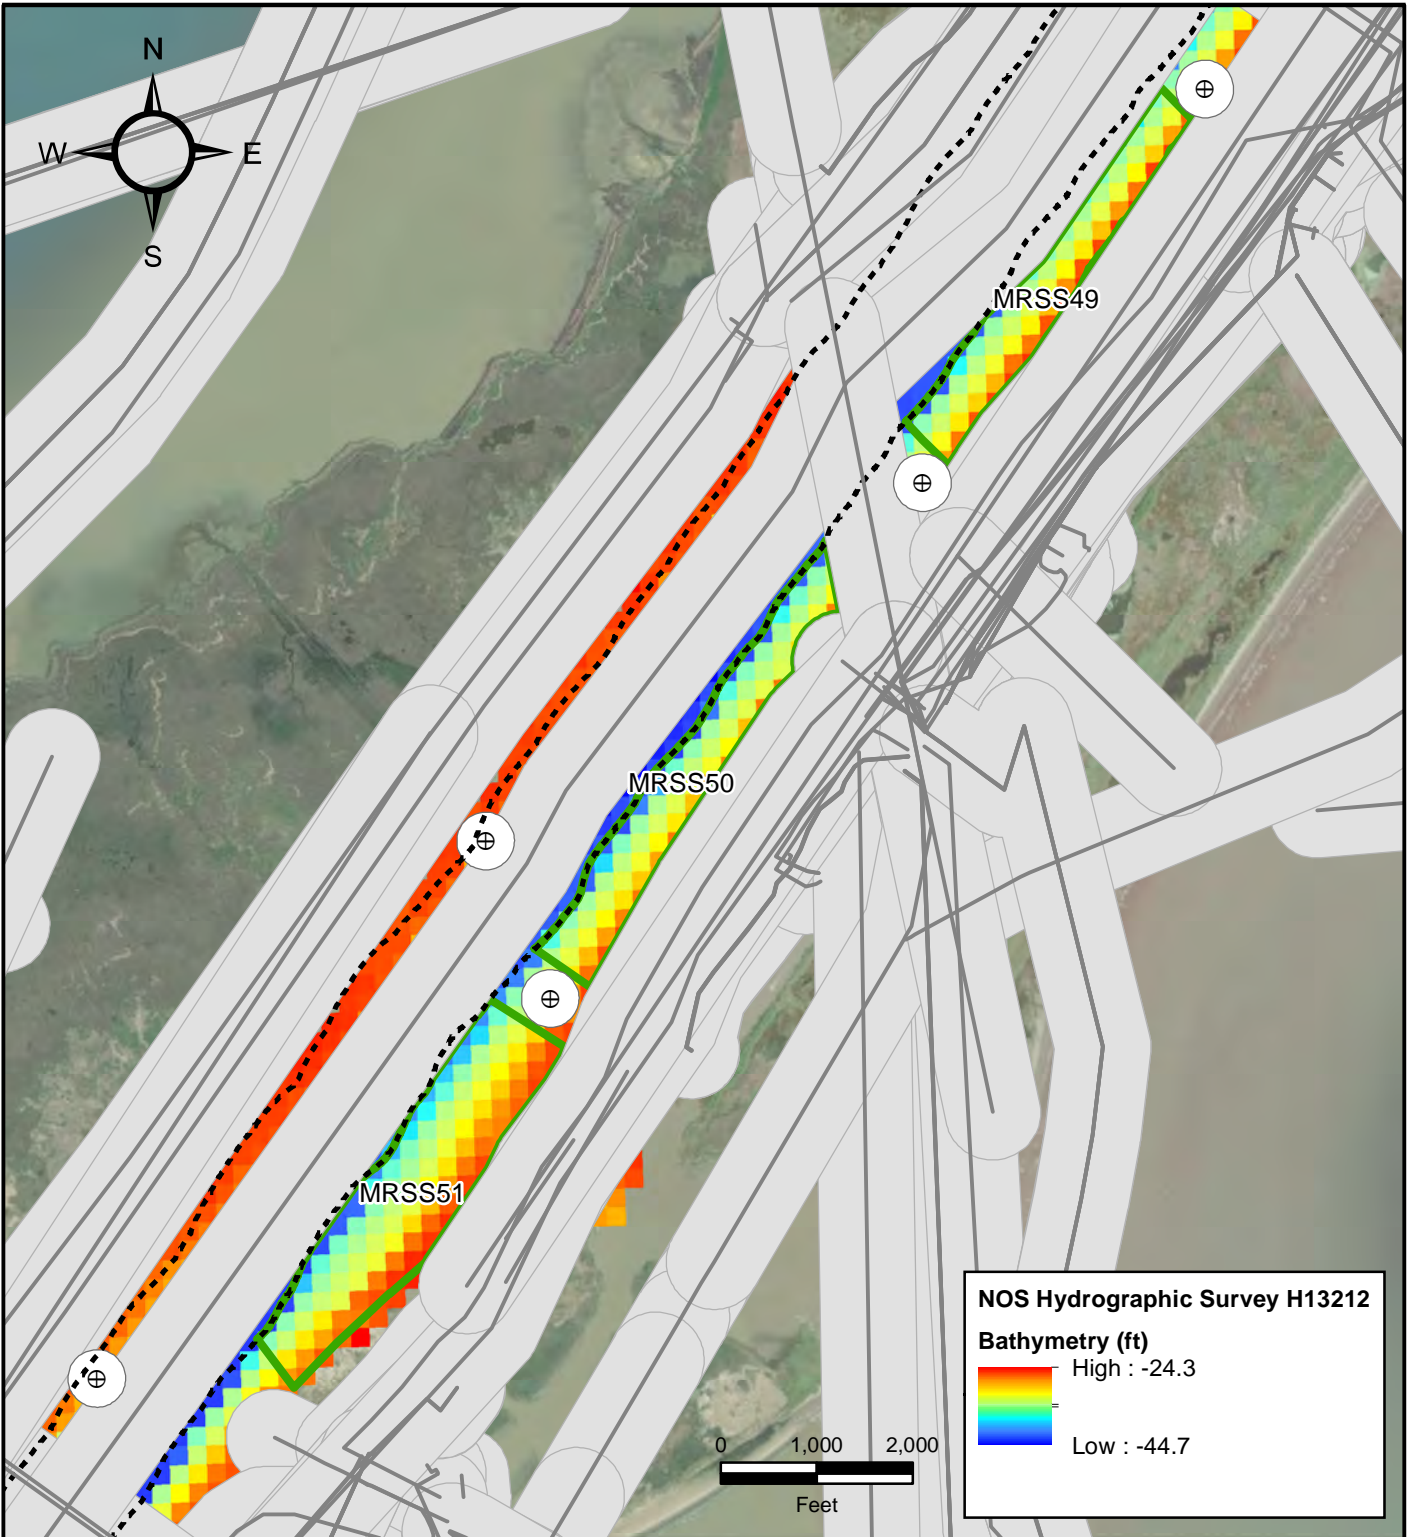 N
W E
S
MRSS49
MRSS50
MRSS51
NOS Hydrographic Survey H13212
Bathymetry (ft)
High : -24.3
Low : -44.7
0 1,000 2,000
Feet